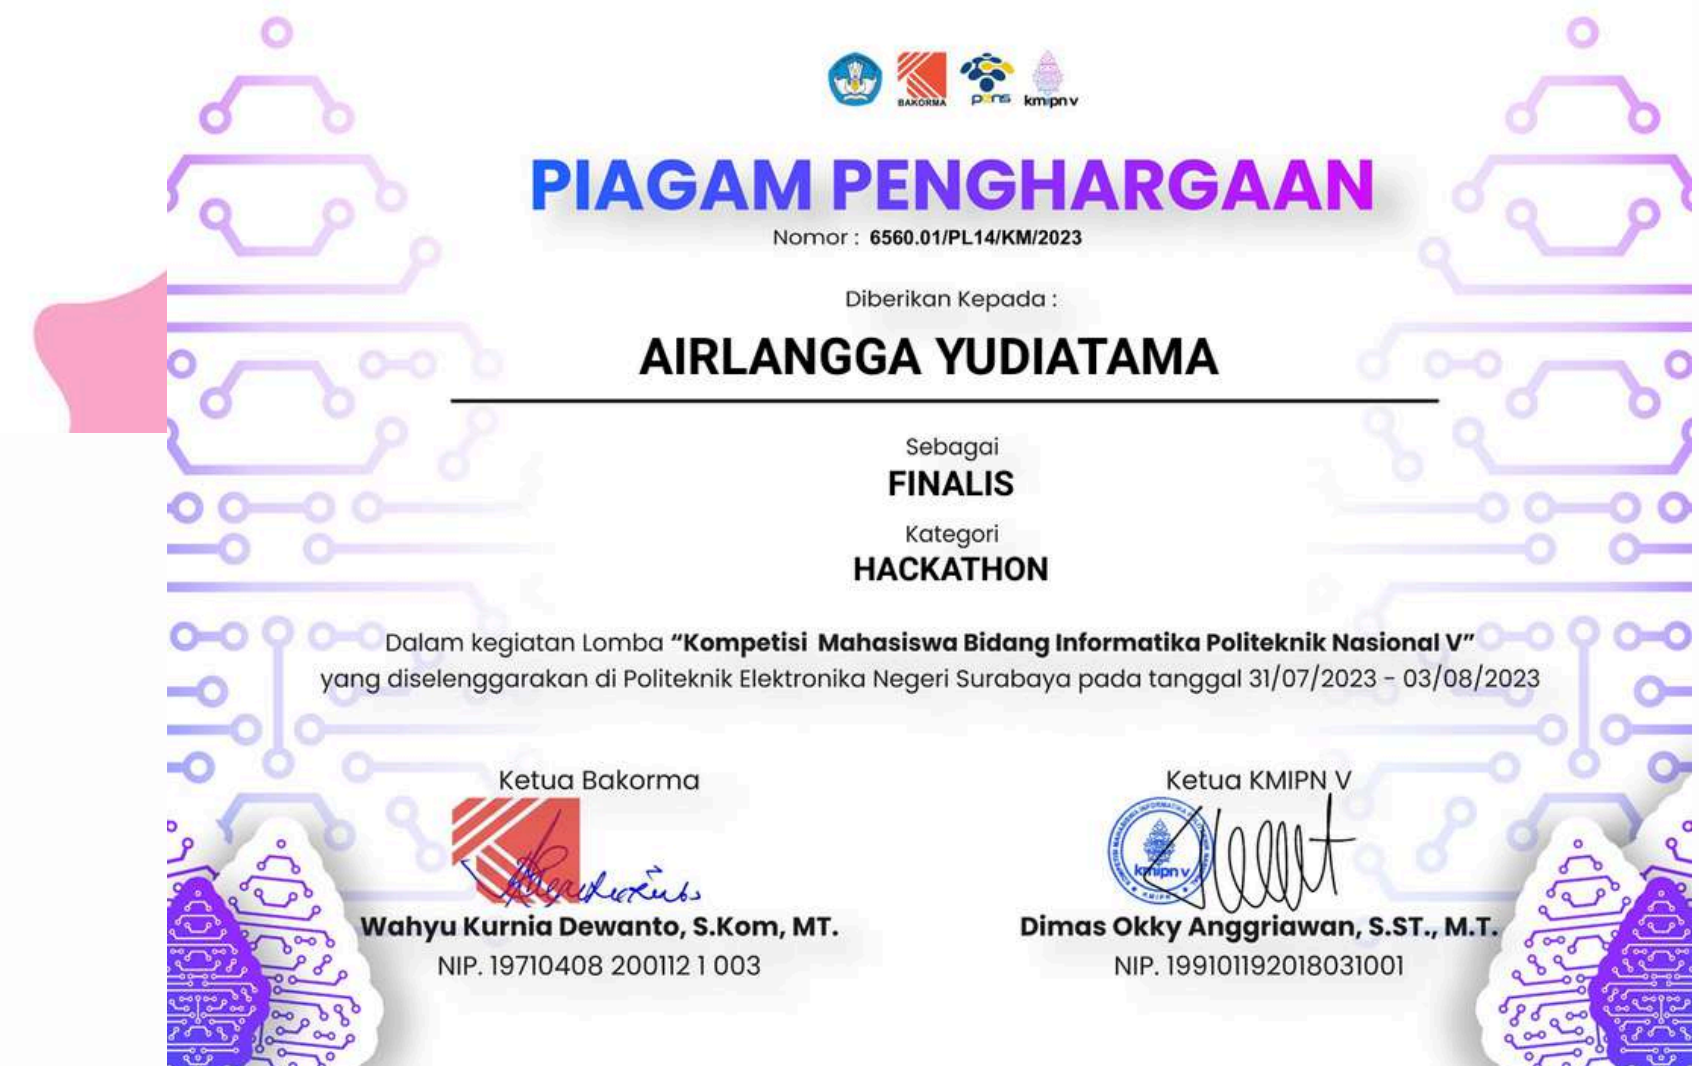 BAKORMA
pens
kmipn v
PIAGAM PENGHARGAAN
Nomor : 6560.01/PL14/KM/2023
Diberikan Kepada :
AIRLANGGA YUDIATAMA
Sebagai
FINALIS
Kategori
HACKATHON
Dalam kegiatan Lomba “Kompetisi Mahasiswa Bidang Informatika Politeknik Nasional V”
yang diselenggarakan di Politeknik Elektronika Negeri Surabaya pada tanggal 31/07/2023 - 03/08/2023
Ketua Bakorma
Wahyu Kurnia Dewanto, S.Kom, MT.
NIP. 19710408 200112 1 003
Ketua KMIPN V
kmipn v
Dimas Okky Anggriawan, S.ST., M.T.
NIP. 199101192018031001